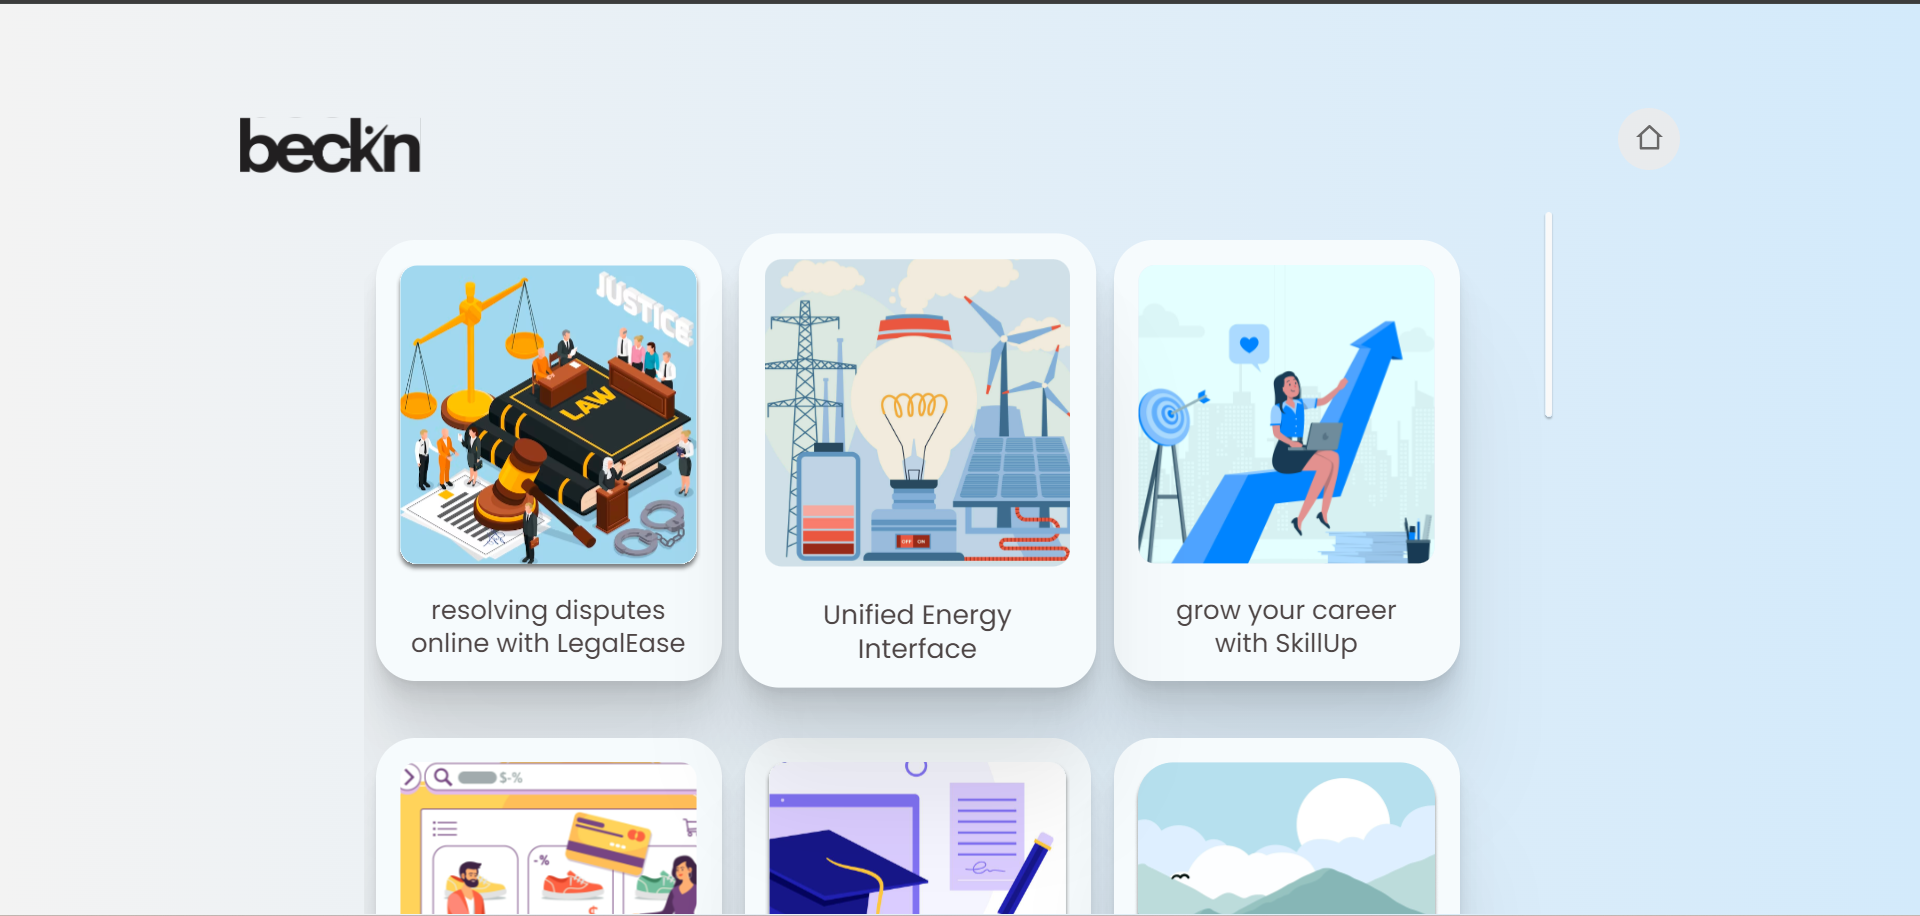 beckn
JUSTICE
LAW
OFF ON
resolving disputes
online with LegalEase
Unified Energy
Interface
grow your career
with SkillUp
$-%
-%
$